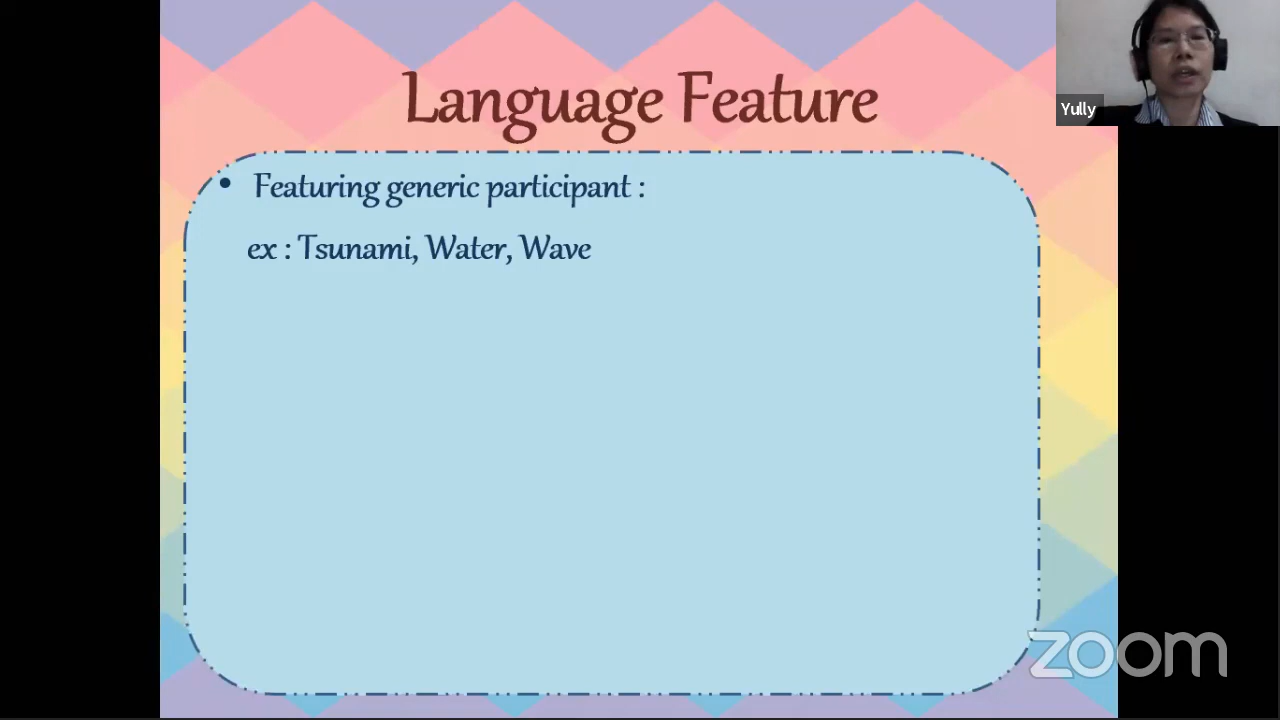 Language Feature
Yully
• Featuring generic participant :
ex : Tsunami, Water, Wave
zoom